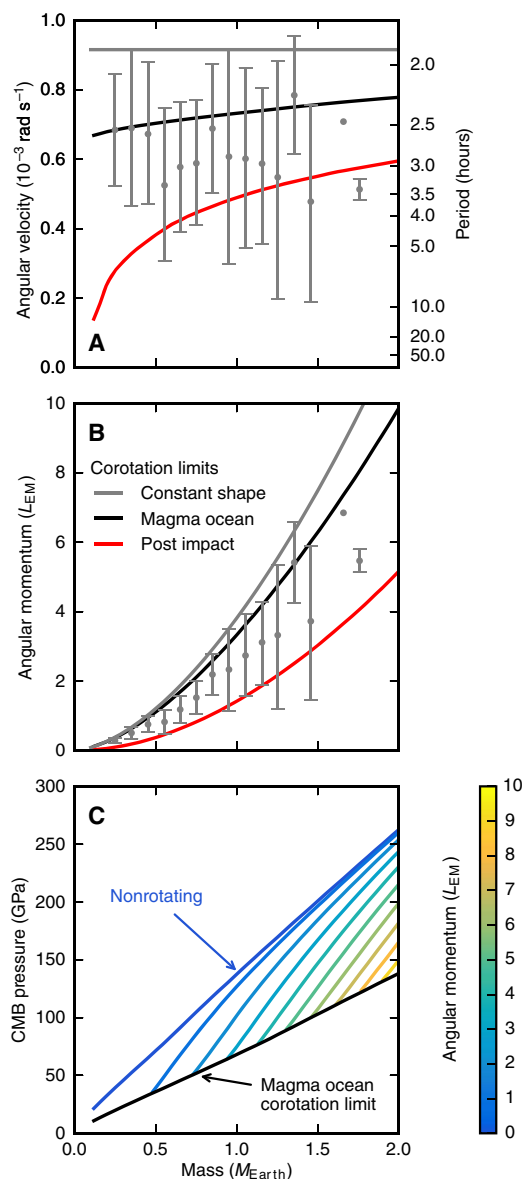 1.0
0.8
0.6
0.4
0.2
0.0
Angular velocity (10⁻³ rad s⁻¹)
2.0
2.5
3.0
3.5
4.0
5.0
10.0
20.0
50.0
Period (hours)
A
10
8
6
4
2
0
Angular momentum (L_EM)
B
Corotation limits
Constant shape
Magma ocean
Post impact
300
250
200
150
100
50
0
CMB pressure (GPa)
C
Nonrotating
Magma ocean
corotation limit
0.0 0.5 1.0 1.5 2.0
Mass (M_Earth)
10
9
8
7
6
5
4
3
2
1
0
Angular momentum (L_EM)